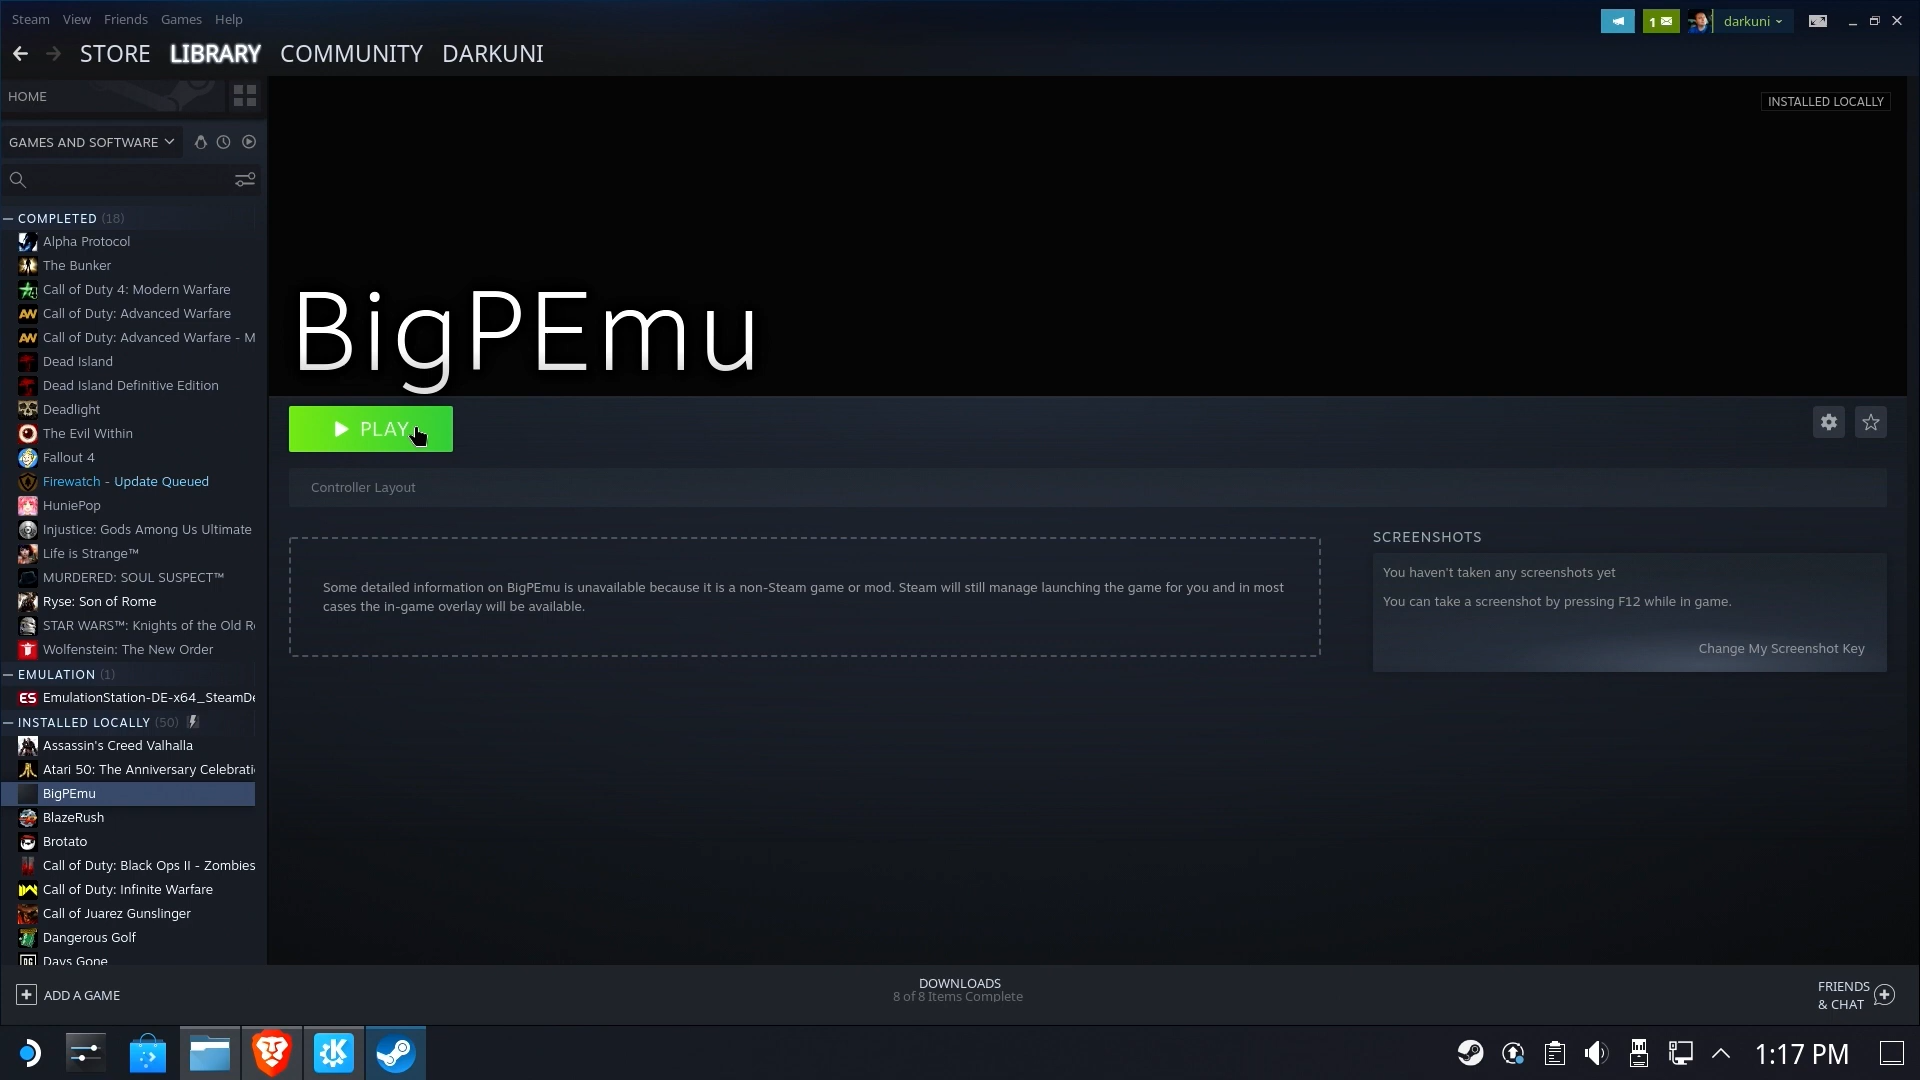 Steam View Friends Games Help
1
darkuni
STORE LIBRARY COMMUNITY DARKUNI
HOME
INSTALLED LOCALLY
GAMES AND SOFTWARE
COMPLETED (18)
Alpha Protocol
The Bunker
Call of Duty 4: Modern Warfare
AW Call of Duty: Advanced Warfare
AW Call of Duty: Advanced Warfare - M
Dead Island
Dead Island Definitive Edition
Deadlight
The Evil Within
Fallout 4
Firewatch - Update Queued
HuniePop
Injustice: Gods Among Us Ultimate
Life is Strange™
MURDERED: SOUL SUSPECT™
Ryse: Son of Rome
STAR WARS™: Knights of the Old R
Wolfenstein: The New Order
EMULATION (1)
ES EmulationStation-DE-x64_SteamDe
INSTALLED LOCALLY (50)
Assassin's Creed Valhalla
Atari 50: The Anniversary Celebrati
BigPEmu
BlazeRush
Brotato
Call of Duty: Black Ops II - Zombies
Call of Duty: Infinite Warfare
Call of Juarez Gunslinger
Dangerous Golf
DG Days Gone
BigPEmu
PLAY
Controller Layout
Some detailed information on BigPEmu is unavailable because it is a non-Steam game or mod. Steam will still manage launching the game for you and in most
cases the in-game overlay will be available.
SCREENSHOTS
You haven't taken any screenshots yet
You can take a screenshot by pressing F12 while in game.
Change My Screenshot Key
ADD A GAME
DOWNLOADS
8 of 8 Items Complete
FRIENDS
& CHAT
1:17 PM